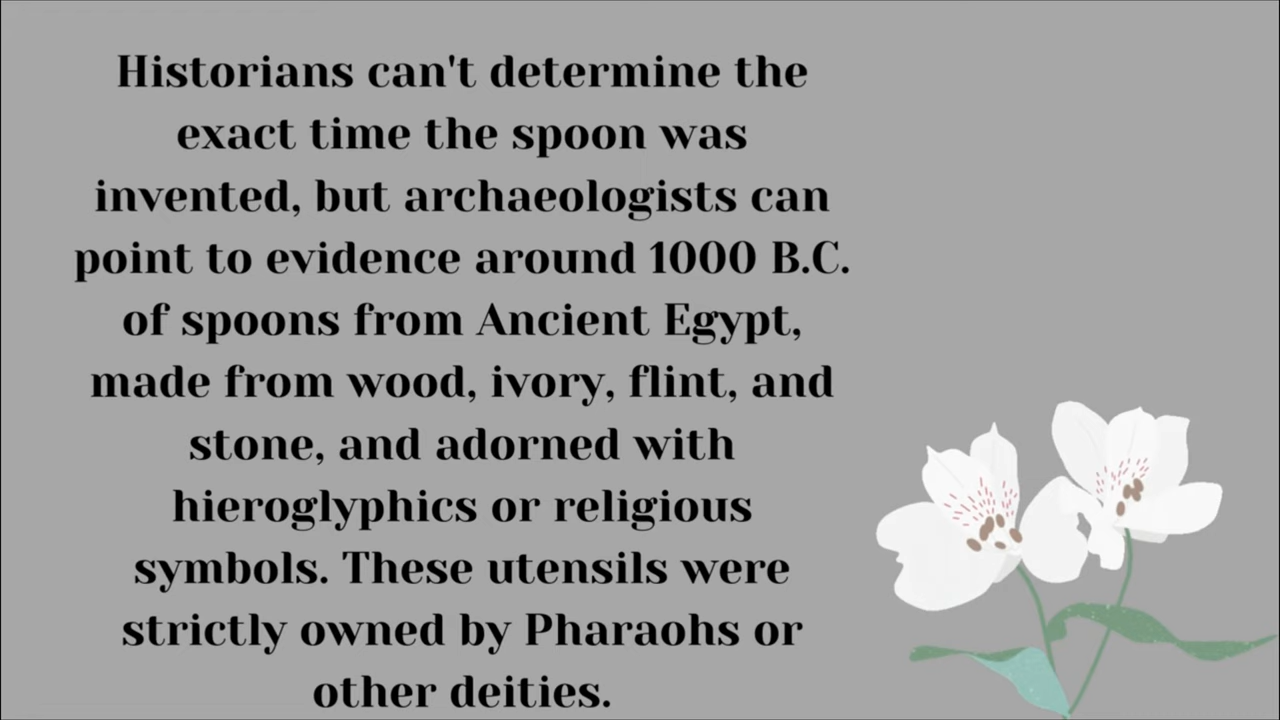 Historians can't determine the
exact time the spoon was
invented, but archaeologists can
point to evidence around 1000 B.C.
of spoons from Ancient Egypt,
made from wood, ivory, flint, and
stone, and adorned with
hieroglyphics or religious
symbols. These utensils were
strictly owned by Pharaohs or
other deities.